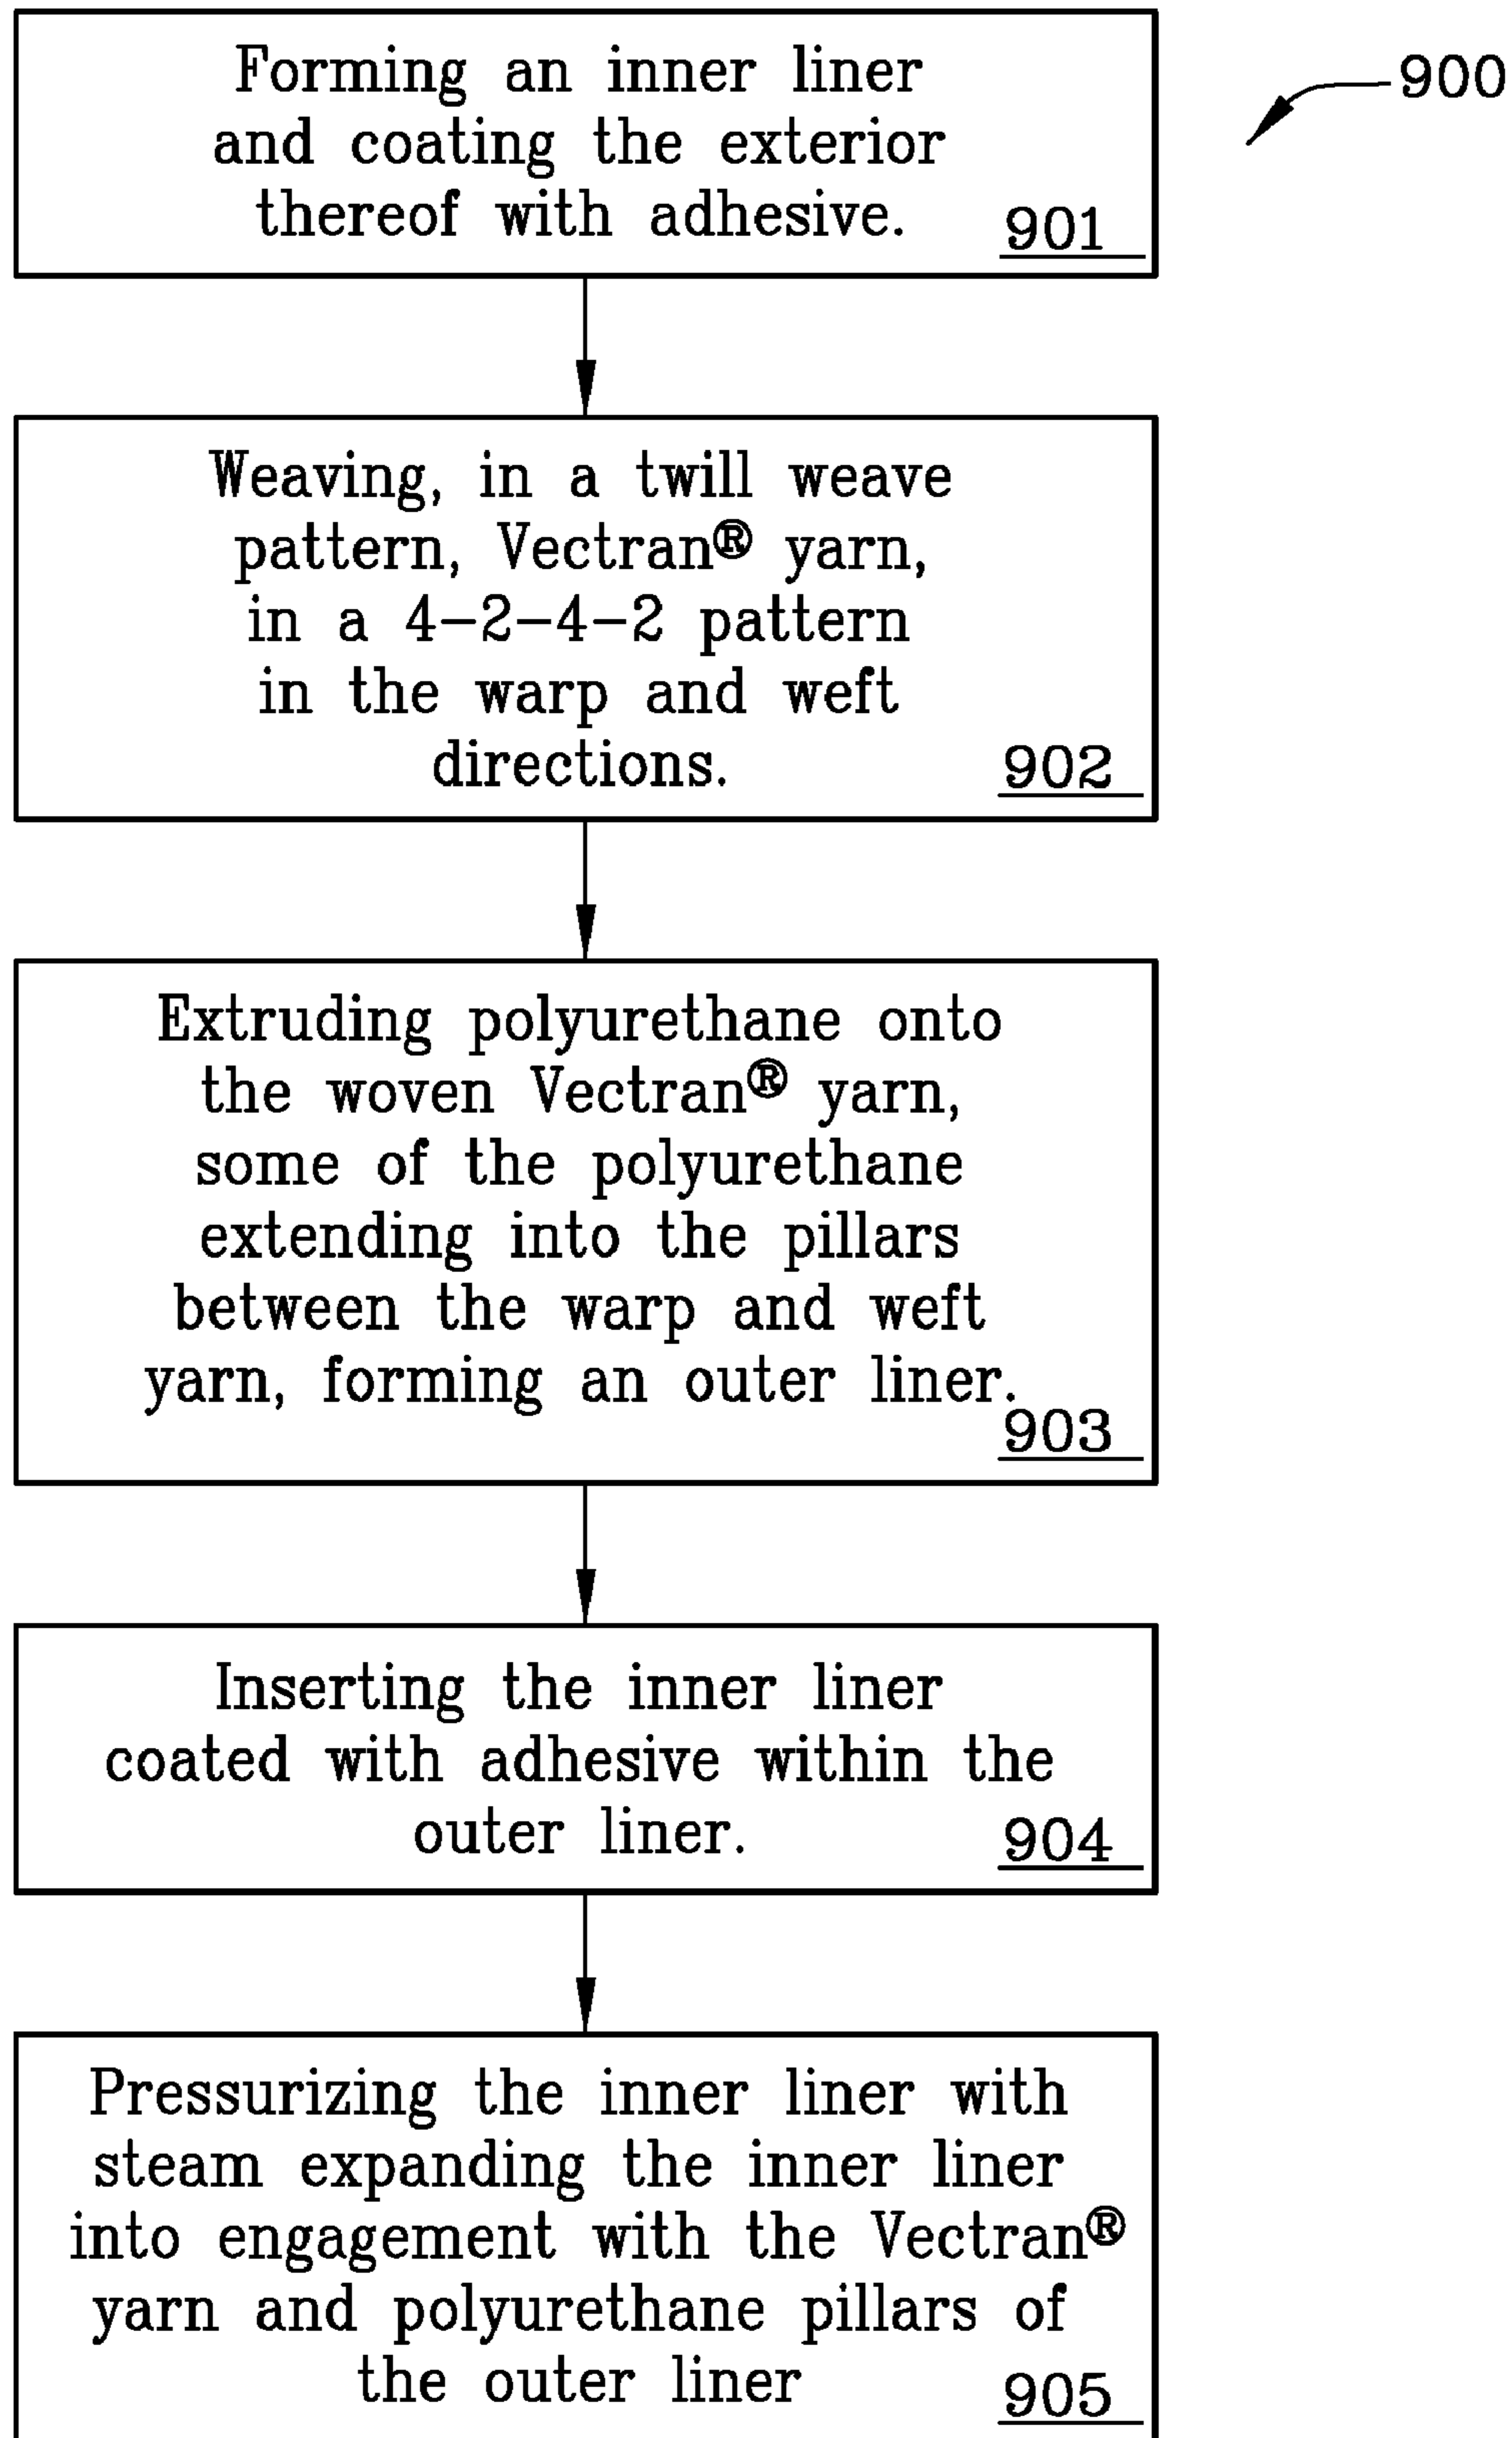 900
Forming an inner liner
and coating the exterior
thereof with adhesive.
901
Weaving, in a twill weave
pattern, Vectran® yarn,
in a 4-2-4-2 pattern
in the warp and weft
directions.
902
Extruding polyurethane onto
the woven Vectran® yarn,
some of the polyurethane
extending into the pillars
between the warp and weft
yarn, forming an outer liner.
903
Inserting the inner liner
coated with adhesive within the
outer liner.
904
Pressurizing the inner liner with
steam expanding the inner liner
into engagement with the Vectran®
yarn and polyurethane pillars of
the outer liner
905